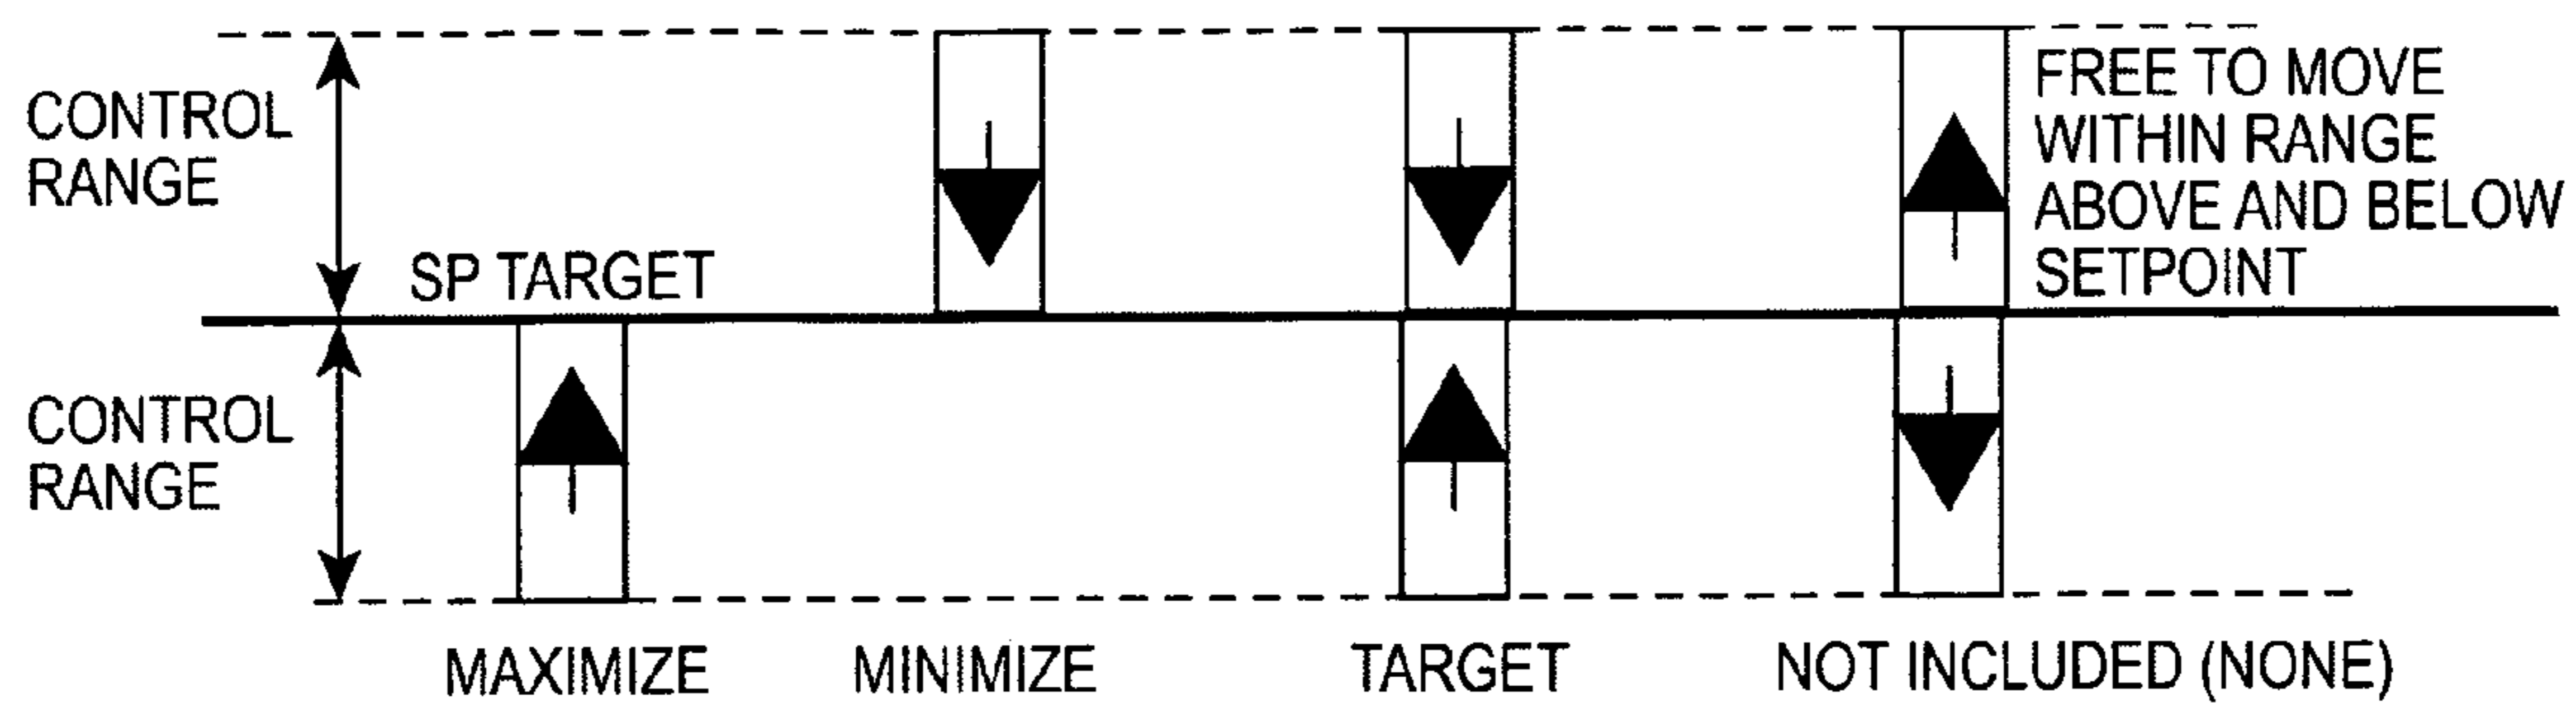 CONTROL
RANGE
SP TARGET
FREE TO MOVE
WITHIN RANGE
ABOVE AND BELOW
SETPOINT
CONTROL
RANGE
MAXIMIZE
MINIMIZE
TARGET
NOT INCLUDED (NONE)